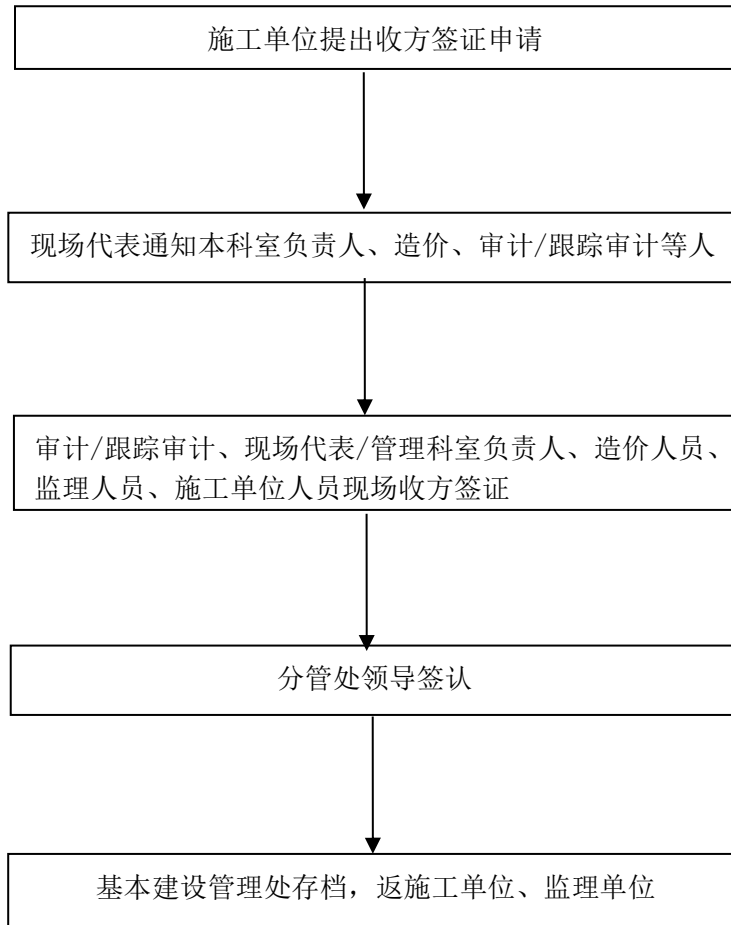 施工单位提出收方签证申请
现场代表通知本科室负责人、造价、审计/跟踪审计等人
审计/跟踪审计、现场代表/管理科室负责人、造价人员、
监理人员、施工单位人员现场收方签证
分管处领导签认
基本建设管理处存档，返施工单位、监理单位